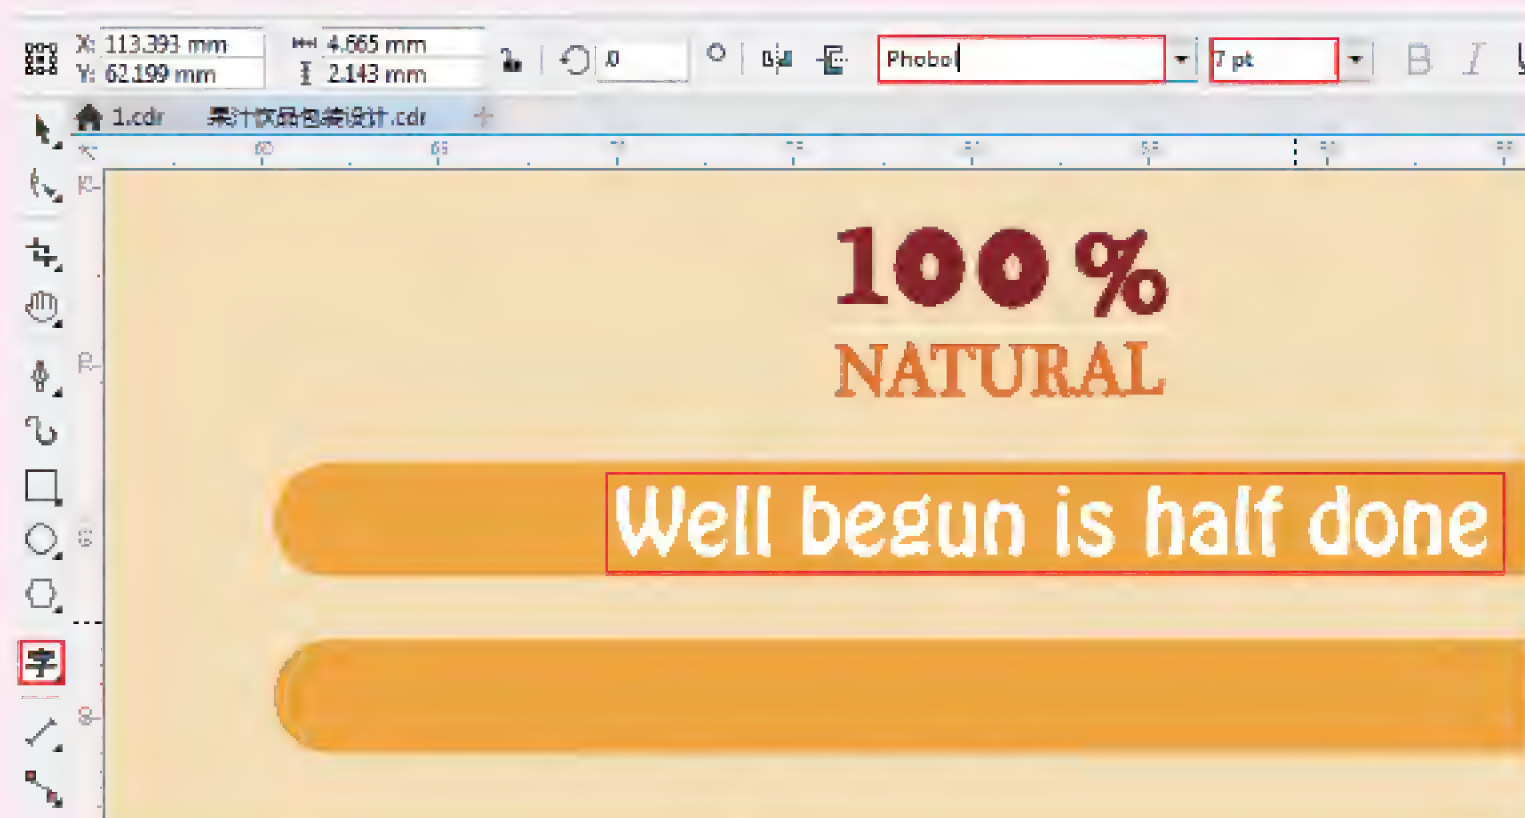 X: 113.393 mm 4.665 mm .0 ° Phobol 7 pt B I
Y: 62.199 mm 2.143 mm
1.cdr 果汁饮品包装设计.cdr +
100 %
NATURAL
Well begun is half done
字